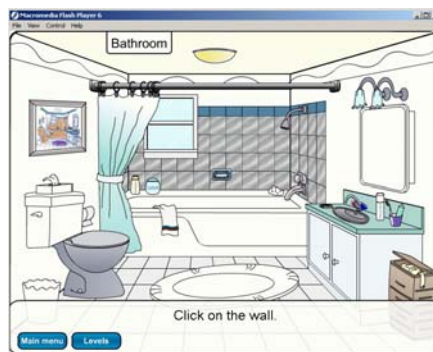 Macromedia Flash Player 6
File View Control Help
Bathroom
Click on the wall.
Main menu Levels